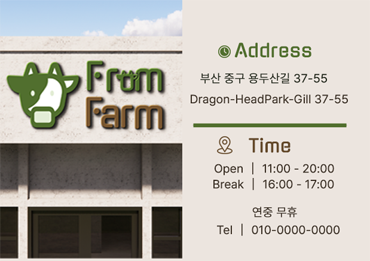 From
Farm
Address
부산 중구 용두산길 37-55
Dragon-HeadPark-Gill 37-55
Time
Open | 11:00 - 20:00
Break | 16:00 - 17:00
연중 무휴
Tel | 010-0000-0000